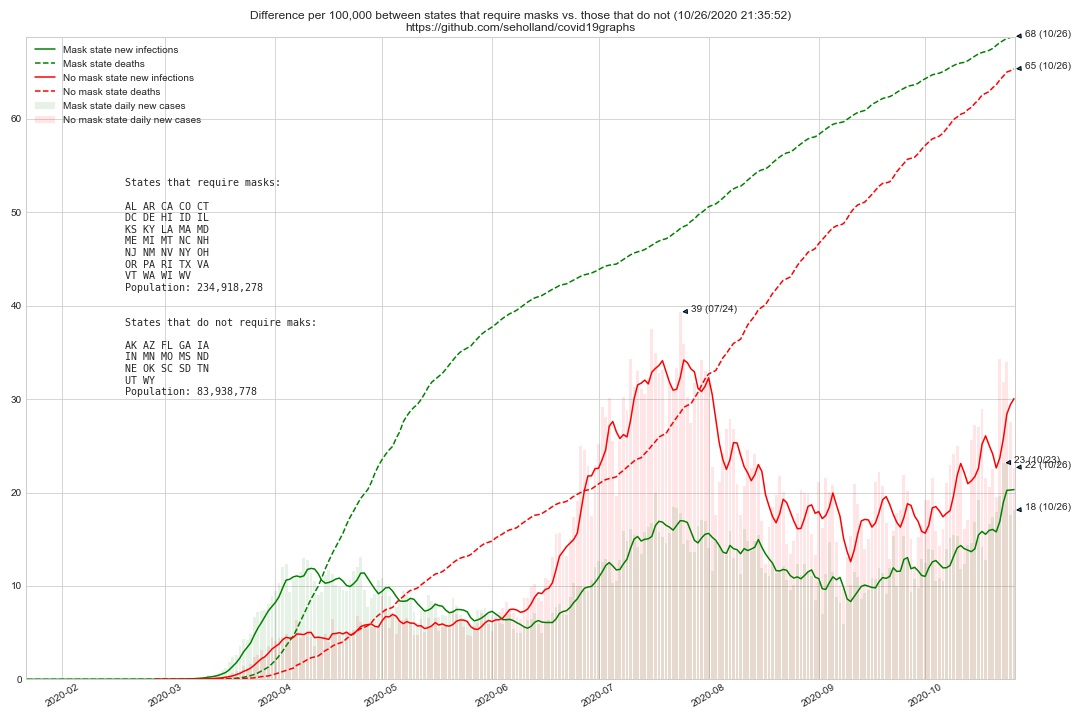 Difference per 100,000 between states that require masks vs. those that do not (10/26/2020 21:35:52)
https://github.com/seholland/covid19graphs
68 (10/26)
65 (10/26)
Mask state new infections
Mask state deaths
No mask state new infections
No mask state deaths
Mask state daily new cases
No mask state daily new cases
60
States that require masks:
AL AR CA CO CT
DC DE HI ID IL
KS KY LA MA MD
ME MI MT NC NH
NJ NM NV NY OH
OR PA RI TX VA
VT WA WI WV
Population: 234,918,278
50
40
39 (07/24)
States that do not require maks:
AK AZ FL GA IA
IN MN MO MS ND
NE OK SC SD TN
UT WY
Population: 83,938,778
30
23 (10/23)
22 (10/26)
20
18 (10/26)
10
0
2020-02 2020-03 2020-04 2020-05 2020-06 2020-07 2020-08 2020-09 2020-10